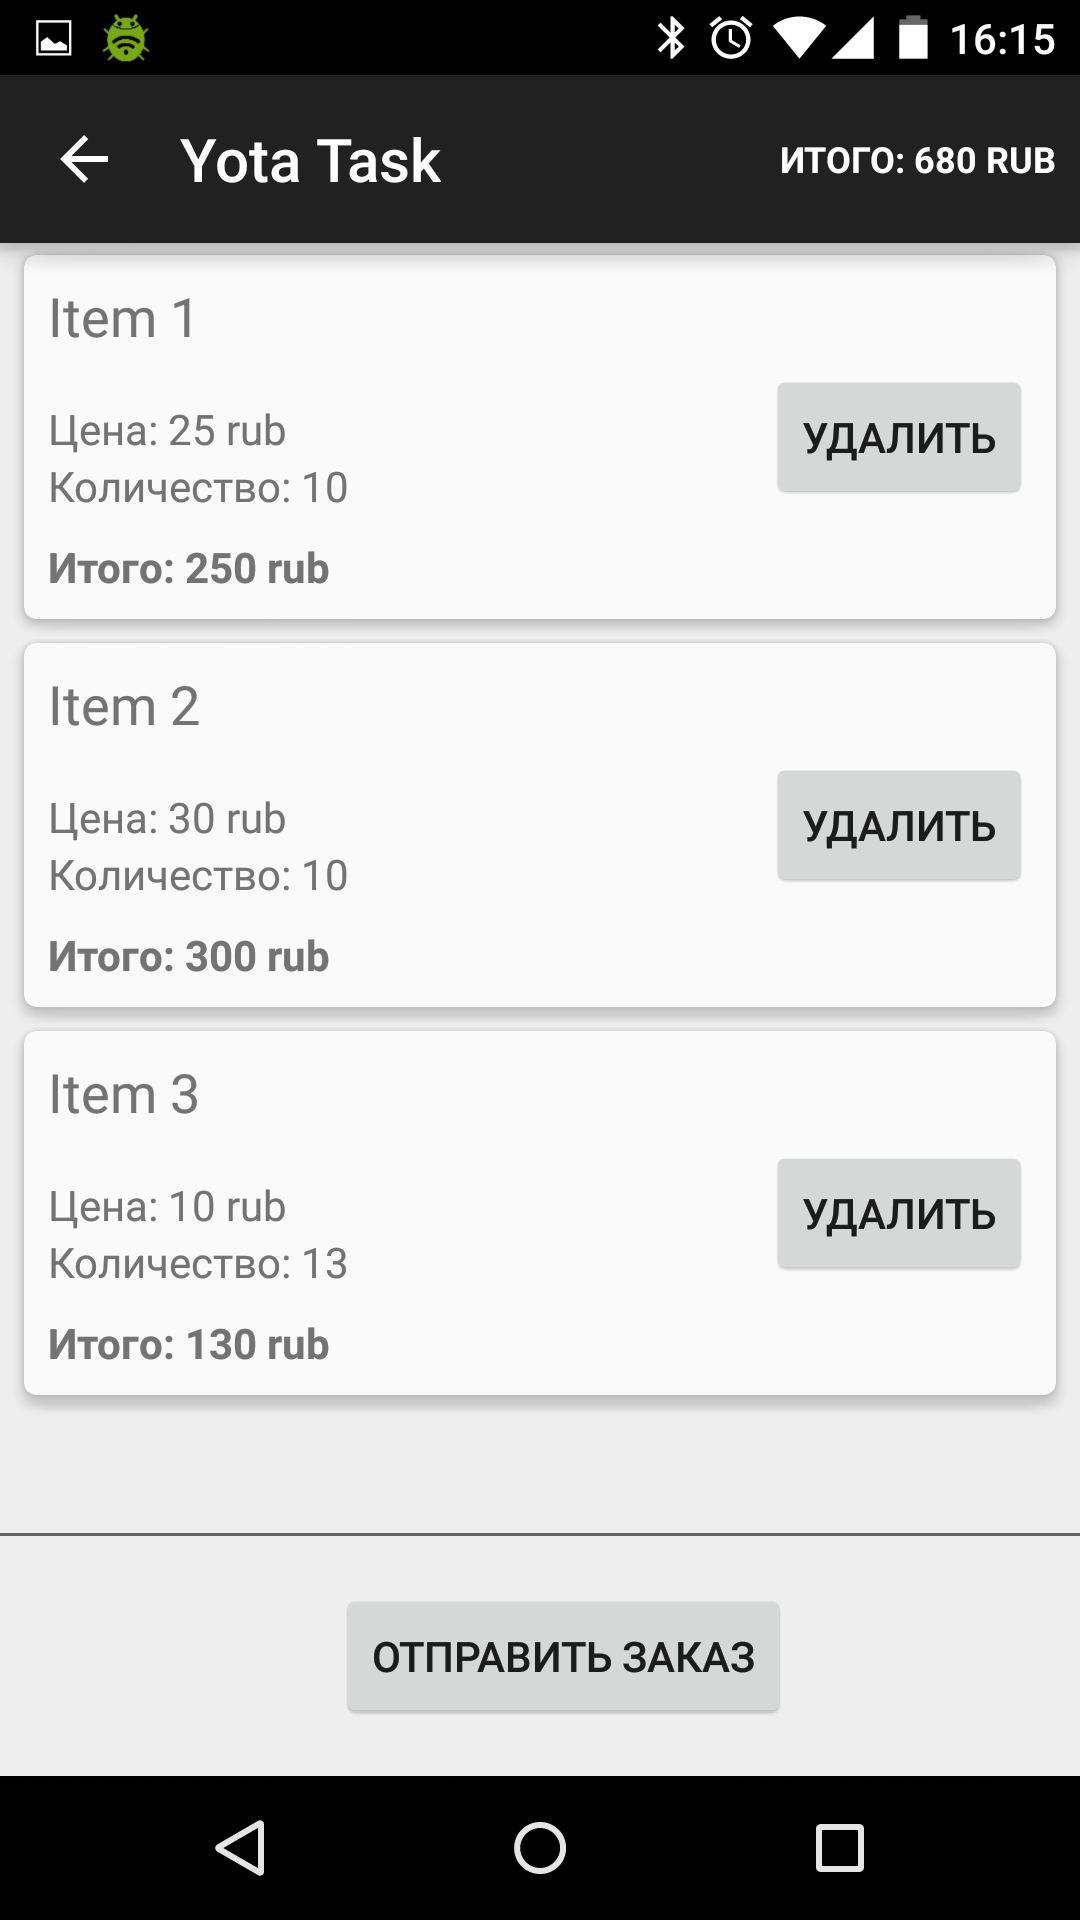 16:15
Yota Task
ИТОГО: 680 RUB
Item 1
Цена: 25 rub
Количество: 10
УДАЛИТЬ
Итого: 250 rub
Item 2
Цена: 30 rub
Количество: 10
УДАЛИТЬ
Итого: 300 rub
Item 3
Цена: 10 rub
Количество: 13
УДАЛИТЬ
Итого: 130 rub
ОТПРАВИТЬ ЗАКАЗ